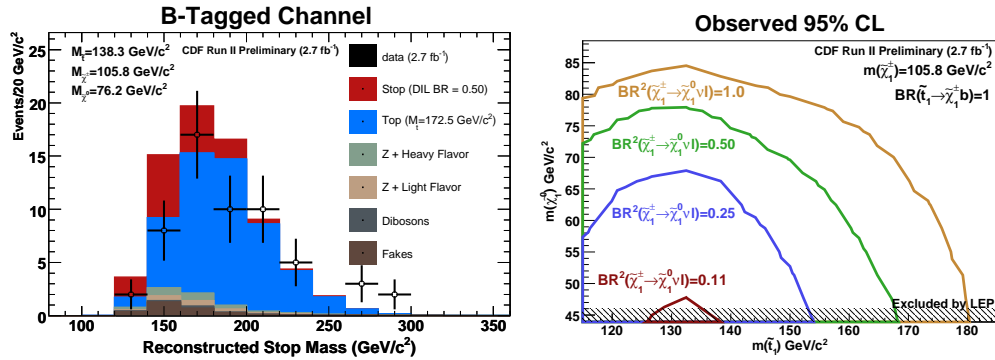 B-Tagged Channel
M_t̃=138.3 GeV/c²
M_χ̃±=105.8 GeV/c²
M_χ̃⁰=76.2 GeV/c²
CDF Run II Preliminary (2.7 fb⁻¹)
data (2.7 fb⁻¹)
Stop (DIL BR = 0.50)
Top (M_t=172.5 GeV/c²)
Z + Heavy Flavor
Z + Light Flavor
Dibosons
Fakes
Events/20 GeV/c²
25
20
15
10
5
0
100 150 200 250 300 350
Reconstructed Stop Mass (GeV/c²)
Observed 95% CL
CDF Run II Preliminary (2.7 fb⁻¹)
m(χ̃₁±)=105.8 GeV/c²
BR(t̃₁→χ̃₁±b)=1
BR²(χ̃₁±→χ̃₁⁰νl)=1.0
BR²(χ̃₁±→χ̃₁⁰νl)=0.50
BR²(χ̃₁±→χ̃₁⁰νl)=0.25
BR²(χ̃₁±→χ̃₁⁰νl)=0.11
Excluded by LEP
m(χ̃₁⁰) GeV/c²
90
85
80
75
70
65
60
55
50
45
120 130 140 150 160 170 180
m(t̃₁) GeV/c²